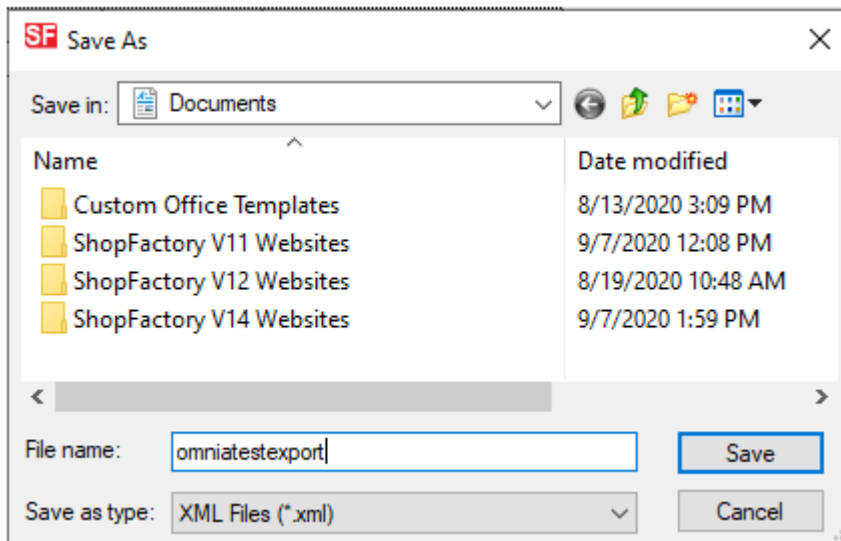 SF Save As
Save in: Documents
Name Date modified
Custom Office Templates 8/13/2020 3:09 PM
ShopFactory V11 Websites 9/7/2020 12:08 PM
ShopFactory V12 Websites 8/19/2020 10:48 AM
ShopFactory V14 Websites 9/7/2020 1:59 PM
File name: omniatestexport Save
Save as type: XML Files (*.xml) Cancel